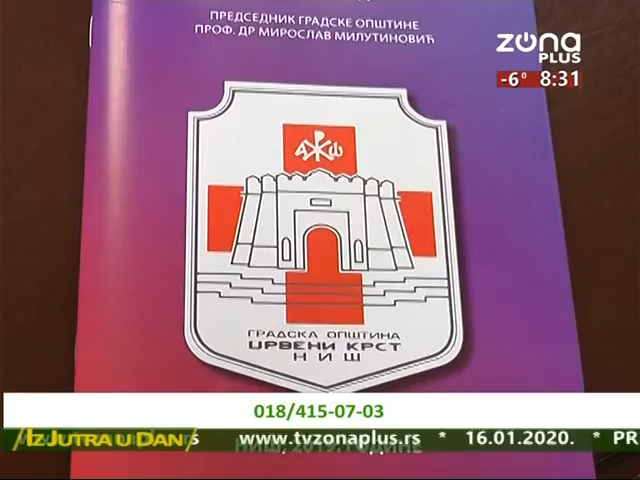 ПРЕДСЕДНИК ГРАДСКЕ ОПШТИНЕ
ПРОФ. ДР МИРОСЛАВ МИЛУТИНОВИЋ
ZONA
PLUS
-6° 8:31
ГРАДСКА ОПШТИНА
ЦРВЕНИ КРСТ
НИШ
018/415-07-03
IZ JUTRA U DAN
www.tvzonaplus.rs * 16.01.2020. * PR